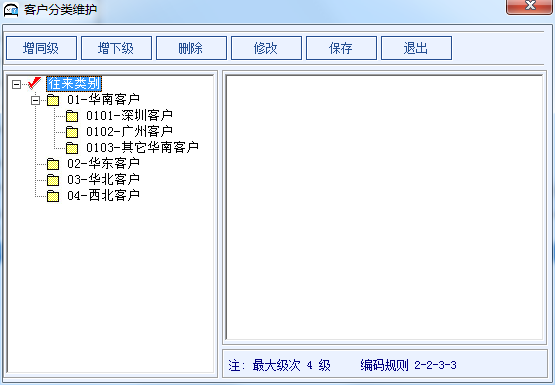 客户分类维护
增同级 增下级 删除 修改 保存 退出
往来类别
01-华南客户
0101-深圳客户
0102-广州客户
0103-其它华南客户
02-华东客户
03-华北客户
04-西北客户
注: 最大级次 4 级 编码规则 2-2-3-3